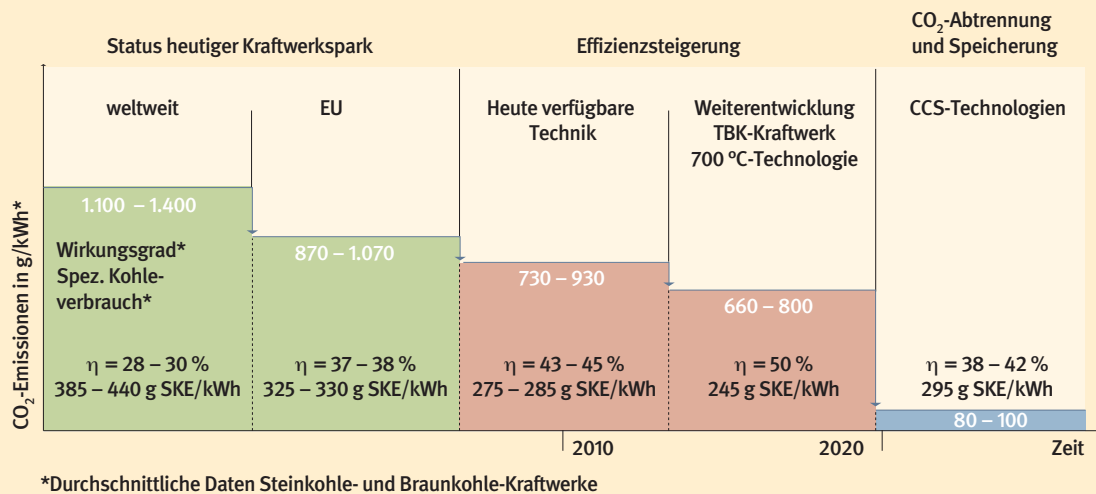 Status heutiger Kraftwerkspark
Effizienzsteigerung
CO₂-Abtrennung
und Speicherung
weltweit
EU
Heute verfügbare
Technik
Weiterentwicklung
TBK-Kraftwerk
700 °C-Technologie
CCS-Technologien
CO₂-Emissionen in g/kWh*
1.100 – 1.400
Wirkungsgrad*
Spez. Kohle-
verbrauch*
η = 28 – 30 %
385 – 440 g SKE/kWh
870 – 1.070
η = 37 – 38 %
325 – 330 g SKE/kWh
730 – 930
η = 43 – 45 %
275 – 285 g SKE/kWh
660 – 800
η = 50 %
245 g SKE/kWh
η = 38 – 42 %
295 g SKE/kWh
80 – 100
2010
2020
Zeit
*Durchschnittliche Daten Steinkohle- und Braunkohle-Kraftwerke